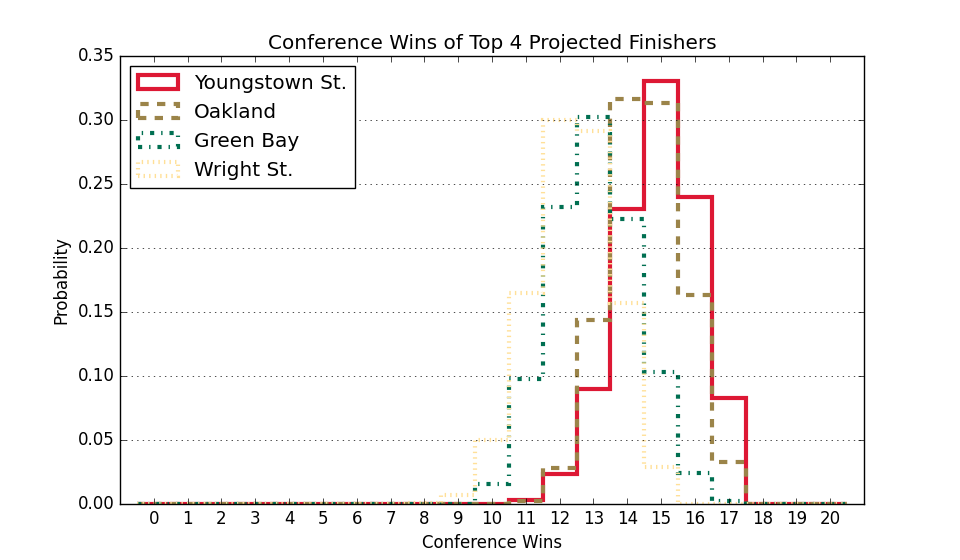 Conference Wins of Top 4 Projected Finishers
Youngstown St.
Oakland
Green Bay
Wright St.
0.35
0.30
0.25
0.20
0.15
0.10
0.05
0.00
Probability
0 1 2 3 4 5 6 7 8 9 10 11 12 13 14 15 16 17 18 19 20
Conference Wins